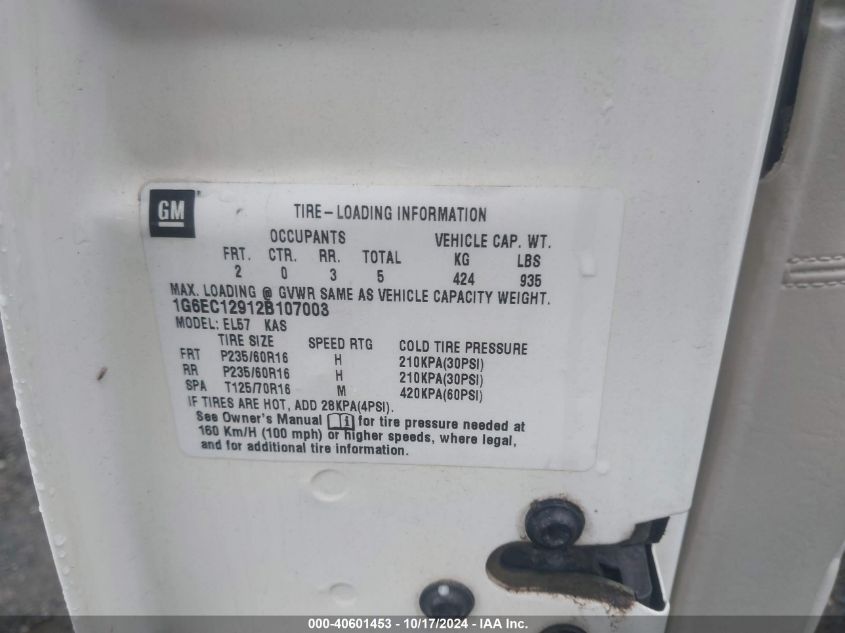 GM
TIRE-LOADING INFORMATION
OCCUPANTS VEHICLE CAP. WT.
FRT. CTR. RR. TOTAL KG LBS
2 0 3 5 424 935
MAX. LOADING @ GVWR SAME AS VEHICLE CAPACITY WEIGHT.
1G6EC12912B107003
MODEL: EL57 KAS
TIRE SIZE SPEED RTG COLD TIRE PRESSURE
FRT P235/60R16 H 210KPA(30PSI)
RR P235/60R16 H 210KPA(30PSI)
SPA T125/70R16 M 420KPA(60PSI)
IF TIRES ARE HOT, ADD 28KPA(4PSI).
See Owner's Manual i for tire pressure needed at
160 Km/H (100 mph) or higher speeds, where legal,
and for additional tire information.
000-40601453 - 10/17/2024 - IAA Inc.